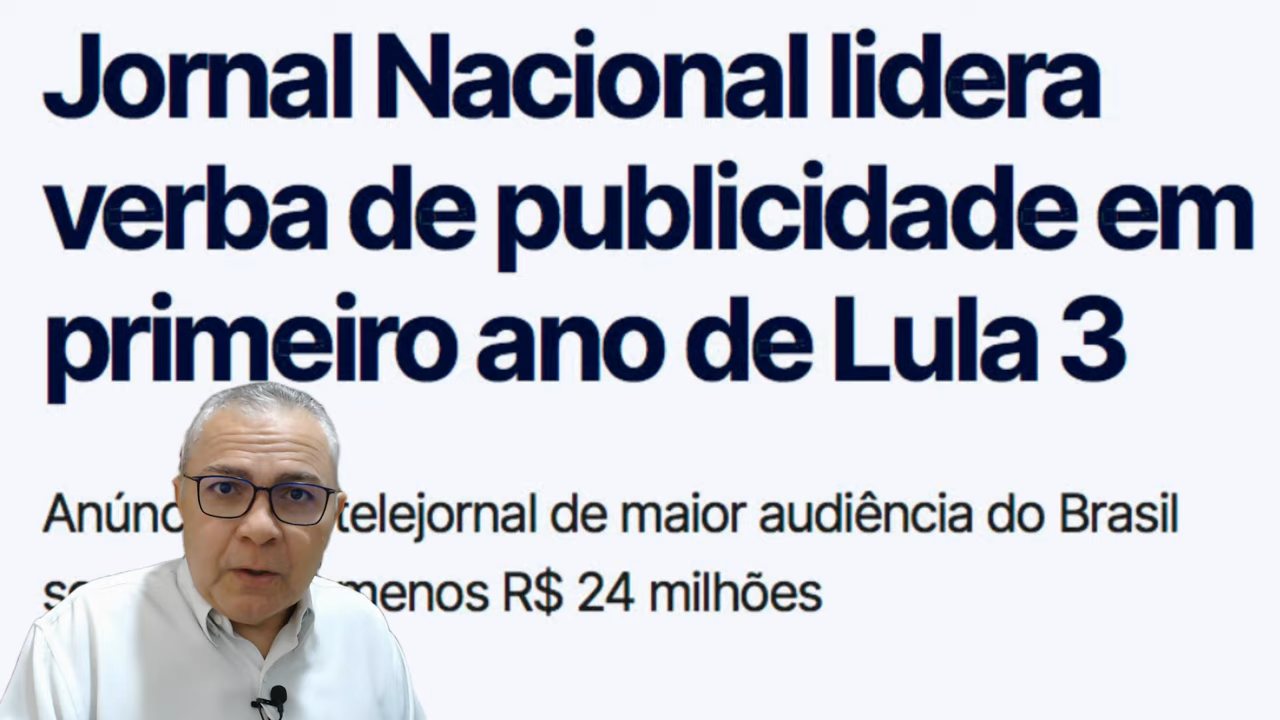 Jornal Nacional lidera
verba de publicidade em
primeiro ano de Lula 3
telejornal de maior audiência do Brasil
menos R$ 24 milhões